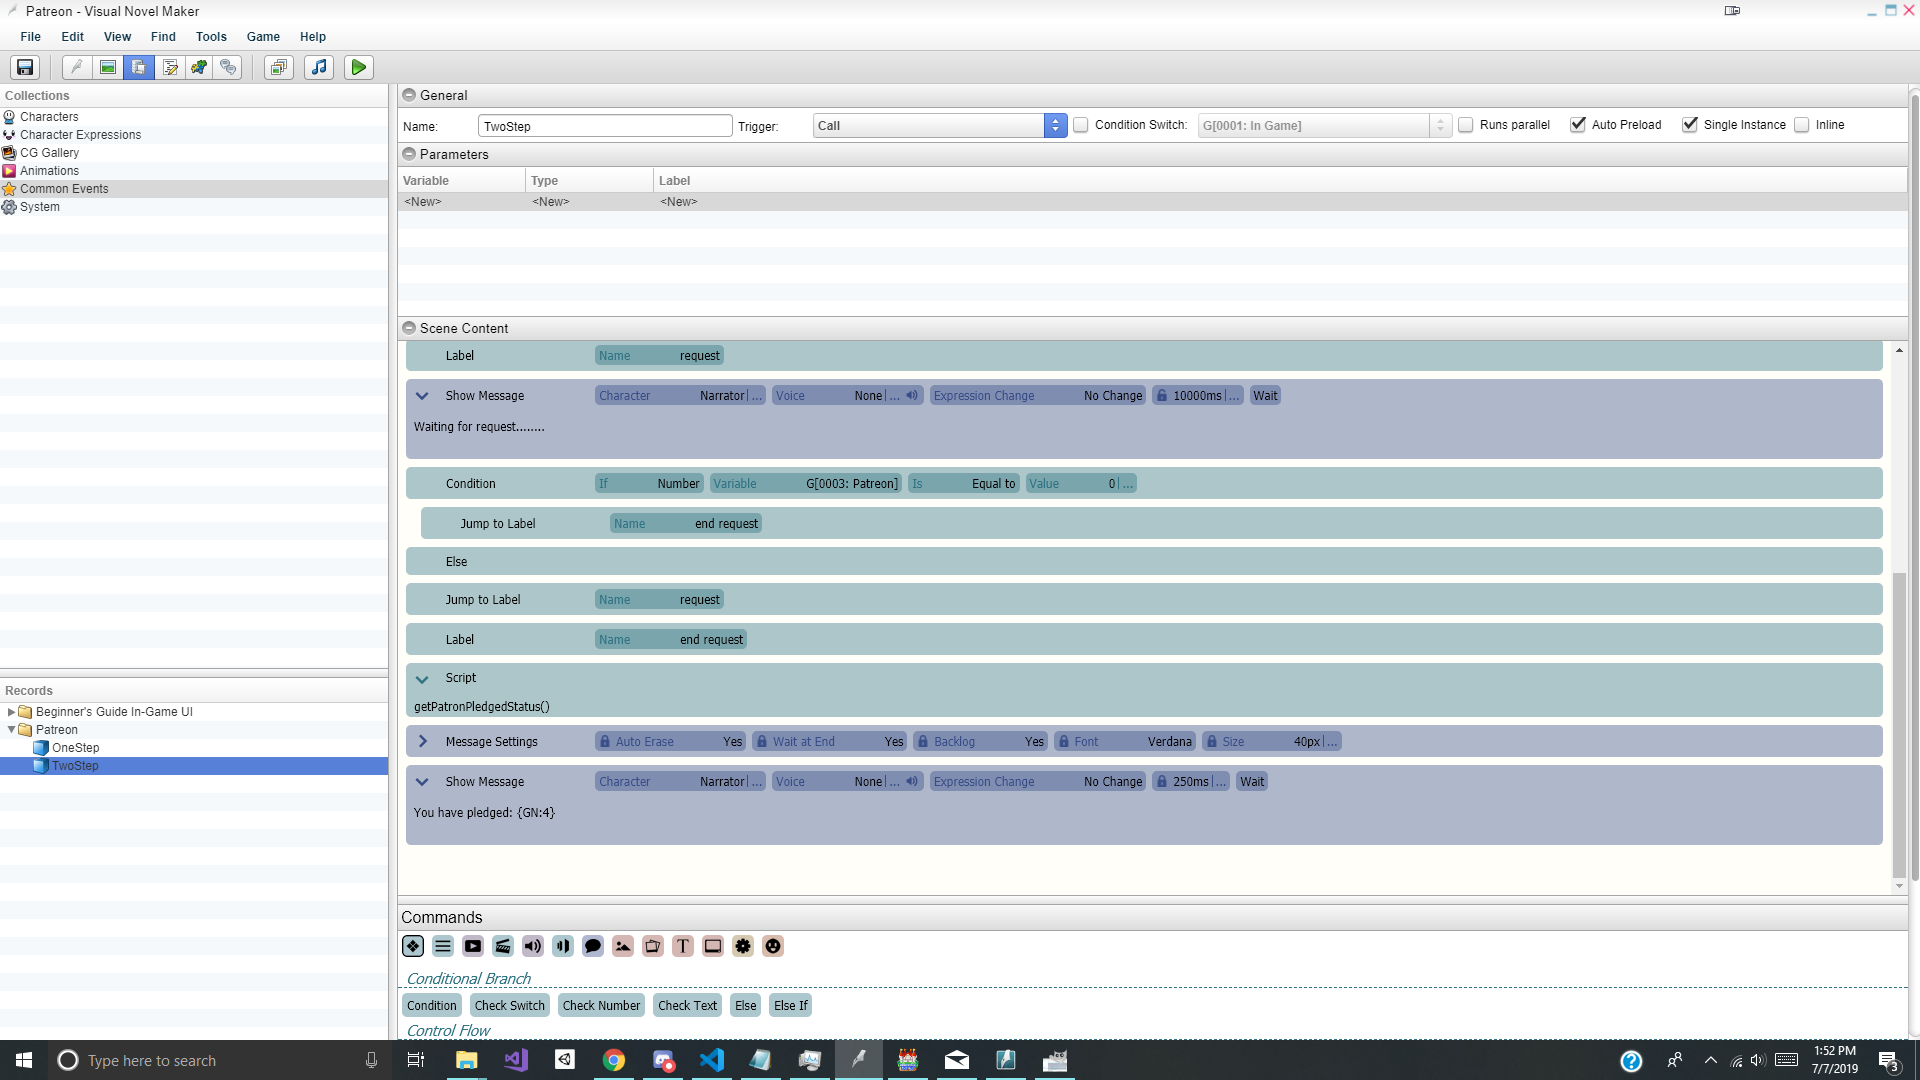 Patreon - Visual Novel Maker
File Edit View Find Tools Game Help
Collections
Characters
Character Expressions
CG Gallery
Animations
Common Events
System
Records
Beginner's Guide In-Game UI
Patreon
OneStep
TwoStep
General
Name: TwoStep Trigger: Call Condition Switch: G[0001: In Game] Runs parallel Auto Preload Single Instance Inline
Parameters
Variable Type Label
<New> <New> <New>
Scene Content
Label Name request
Show Message Character Narrator|... Voice None|... Expression Change No Change 10000ms|... Wait
Waiting for request........
Condition If Number Variable G[0003: Patreon] Is Equal to Value 0|...
Jump to Label Name end request
Else
Jump to Label Name request
Label Name end request
Script
getPatronPledgedStatus()
Message Settings Auto Erase Yes Wait at End Yes Backlog Yes Font Verdana Size 40px|...
Show Message Character Narrator|... Voice None|... Expression Change No Change 250ms|... Wait
You have pledged: {GN:4}
Commands
T
Conditional Branch
Condition Check Switch Check Number Check Text Else Else If
Control Flow
Type here to search
1:52 PM
7/7/2019
3